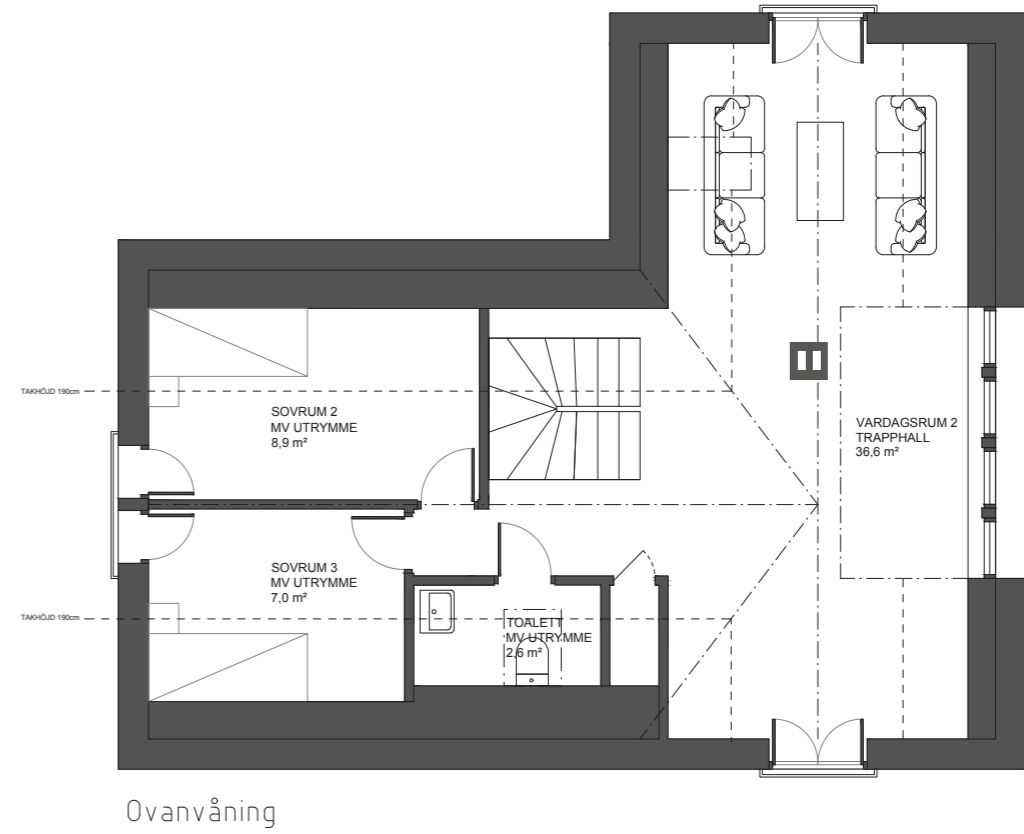 TAKHÖJD 190cm
SOVRUM 2
MV UTRYMME
8,9 m²
VARDAGSRUM 2
TRAPPHALL
36,6 m²
SOVRUM 3
MV UTRYMME
7,0 m²
TAKHÖJD 190cm
TOALETT
MV UTRYMME
2,6 m²
Ovanvåning